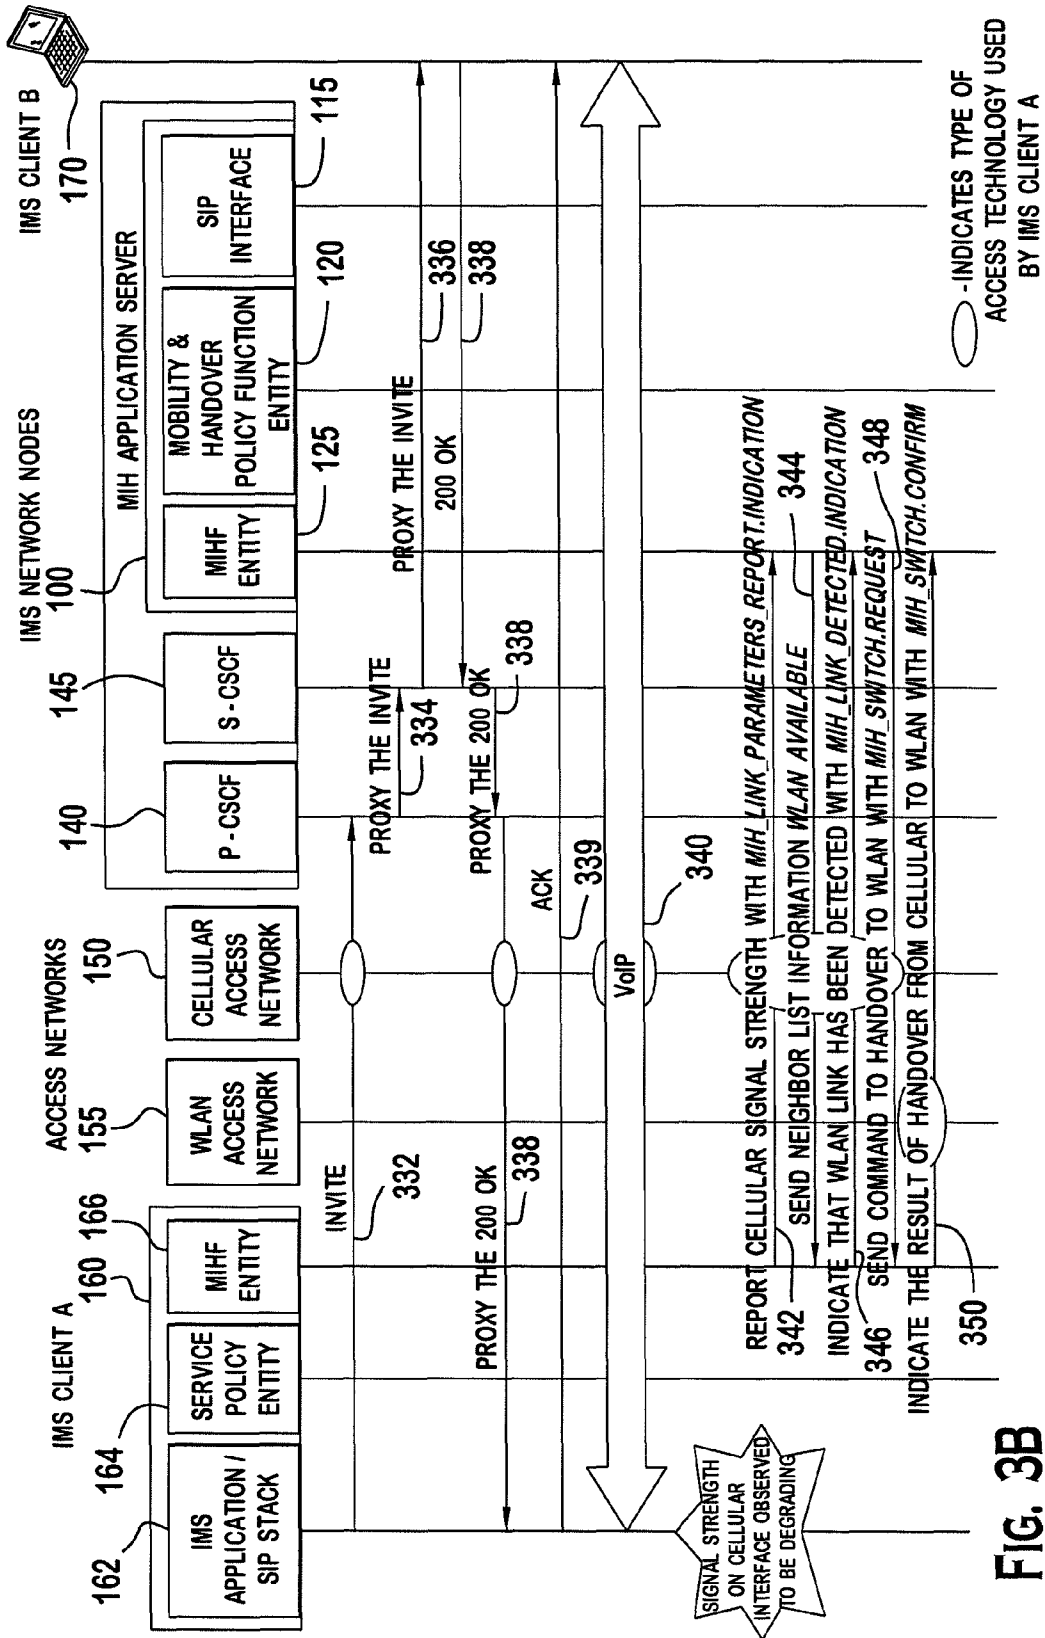 IMS CLIENT A
160
162
IMS
APPLICATION /
SIP STACK
164
SERVICE
POLICY
ENTITY
166
MIHF
ENTITY
ACCESS NETWORKS
155
WLAN
ACCESS
NETWORK
150
CELLULAR
ACCESS
NETWORK
IMS NETWORK NODES
140
P-CSCF
145
S-CSCF
100
MIH APPLICATION SERVER
MIHF
ENTITY
125
MOBILITY &
HANDOVER
POLICY FUNCTION
ENTITY
120
SIP
INTERFACE
115
IMS CLIENT B
170
INVITE
332
PROXY THE INVITE
334
PROXY THE INVITE
336
200 OK
338
PROXY THE 200 OK
338
PROXY THE 200 OK
338
ACK
339
VoIP
340
SIGNAL STRENGTH
ON CELLULAR
INTERFACE OBSERVED
TO BE DEGRADING
REPORT CELLULAR SIGNAL STRENGTH WITH MIH_LINK_PARAMETERS_REPORT.INDICATION
342
SEND NEIGHBOR LIST INFORMATION WLAN AVAILABLE
344
INDICATE THAT WLAN LINK HAS BEEN DETECTED WITH MIH_LINK_DETECTED.INDICATION
346
SEND COMMAND TO HANDOVER TO WLAN WITH MIH_SWITCH.REQUEST
348
INDICATE THE RESULT OF HANDOVER FROM CELLULAR TO WLAN WITH MIH_SWITCH.CONFIRM
350
-INDICATES TYPE OF
ACCESS TECHNOLOGY USED
BY IMS CLIENT A
FIG. 3B